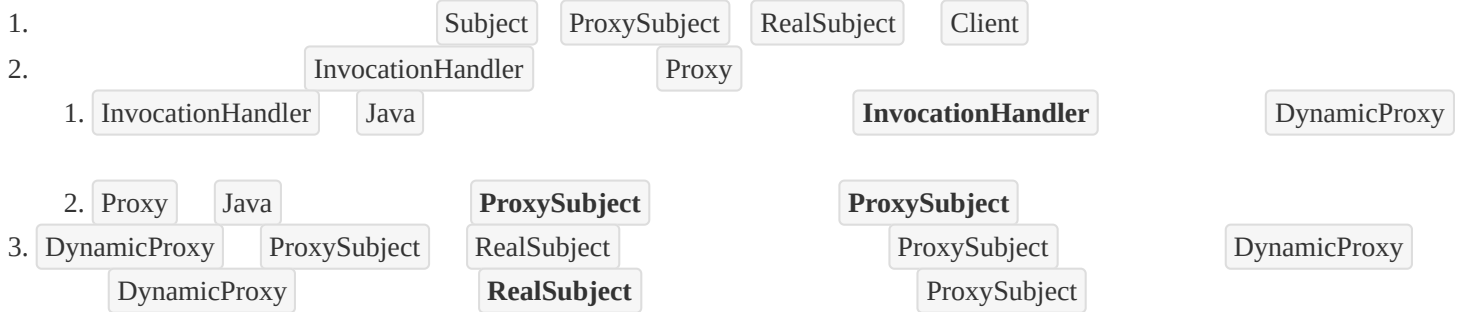 1. Subject ProxySubject RealSubject Client
2. InvocationHandler Proxy
1. InvocationHandler Java InvocationHandler DynamicProxy
2. Proxy Java ProxySubject ProxySubject
3. DynamicProxy ProxySubject RealSubject ProxySubject DynamicProxy
DynamicProxy RealSubject ProxySubject